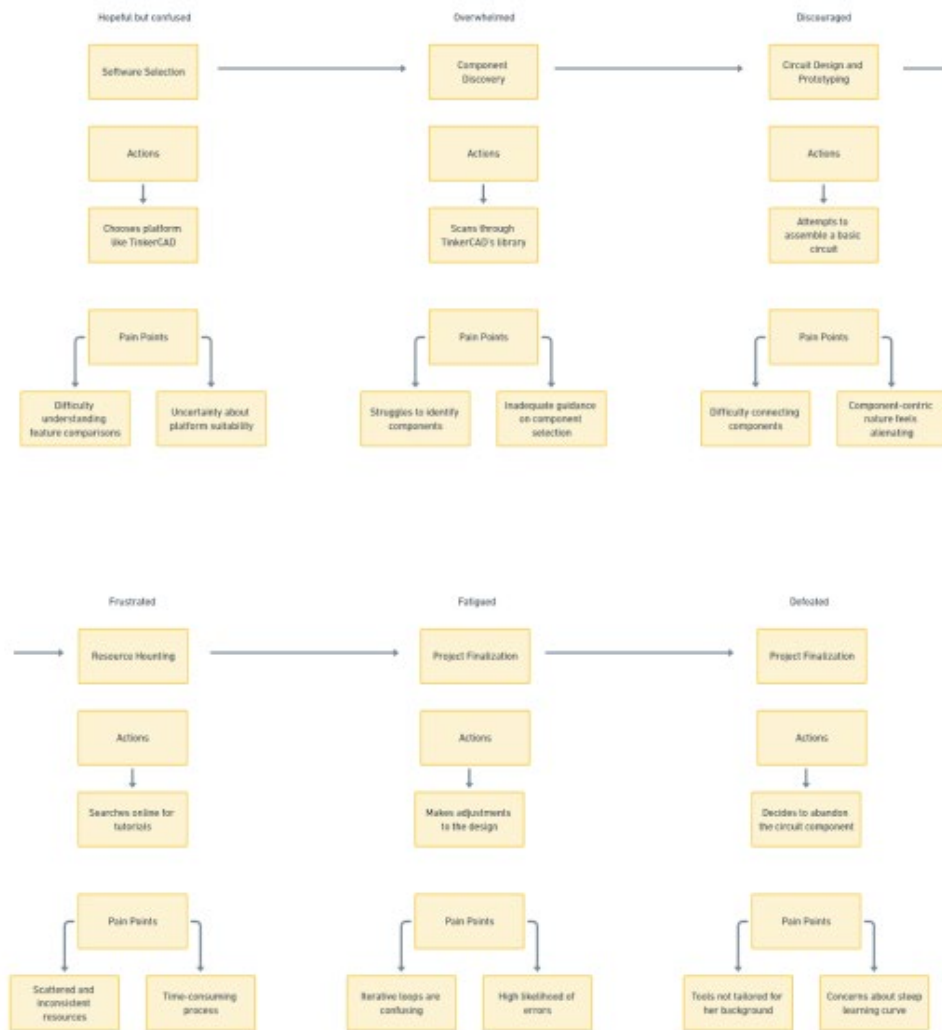 Hopeful but confused
Overwhelmed
Discouraged
Software Selection
Component
Discovery
Circuit Design and
Prototyping
Actions
Actions
Actions
Chooses platform
like TinkerCAD
Scans through
TinkerCAD's library
Attempts to
assemble a basic
circuit
Pain Points
Pain Points
Pain Points
Difficulty
understanding
feature comparisons
Uncertainty about
platform suitability
Struggles to identify
components
Inadequate guidance
on component
selection
Difficulty connecting
components
Component-centric
nature feels
alienating
Frustrated
Fatigued
Defeated
Resource Hounting
Project Finalization
Project Finalization
Actions
Actions
Actions
Searches online for
tutorials
Makes adjustments
to the design
Decides to abandon
the circuit component
Pain Points
Pain Points
Pain Points
Scattered and
inconsistent
resources
Time-consuming
process
Iterative loops are
confusing
High likelihood of
errors
Tools not tailored for
her background
Concerns about steep
learning curve